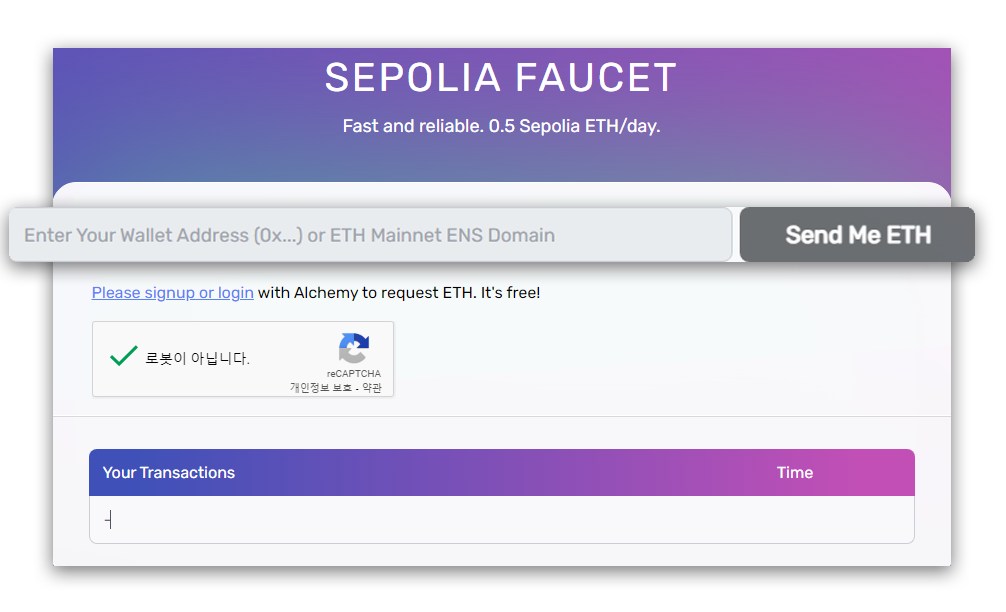 SEPOLIA FAUCET
Fast and reliable. 0.5 Sepolia ETH/day.
Enter Your Wallet Address (0x...) or ETH Mainnet ENS Domain
Send Me ETH
Please signup or login with Alchemy to request ETH. It's free!
로봇이 아닙니다.
reCAPTCHA
개인정보 보호 - 약관
Your Transactions
Time
-